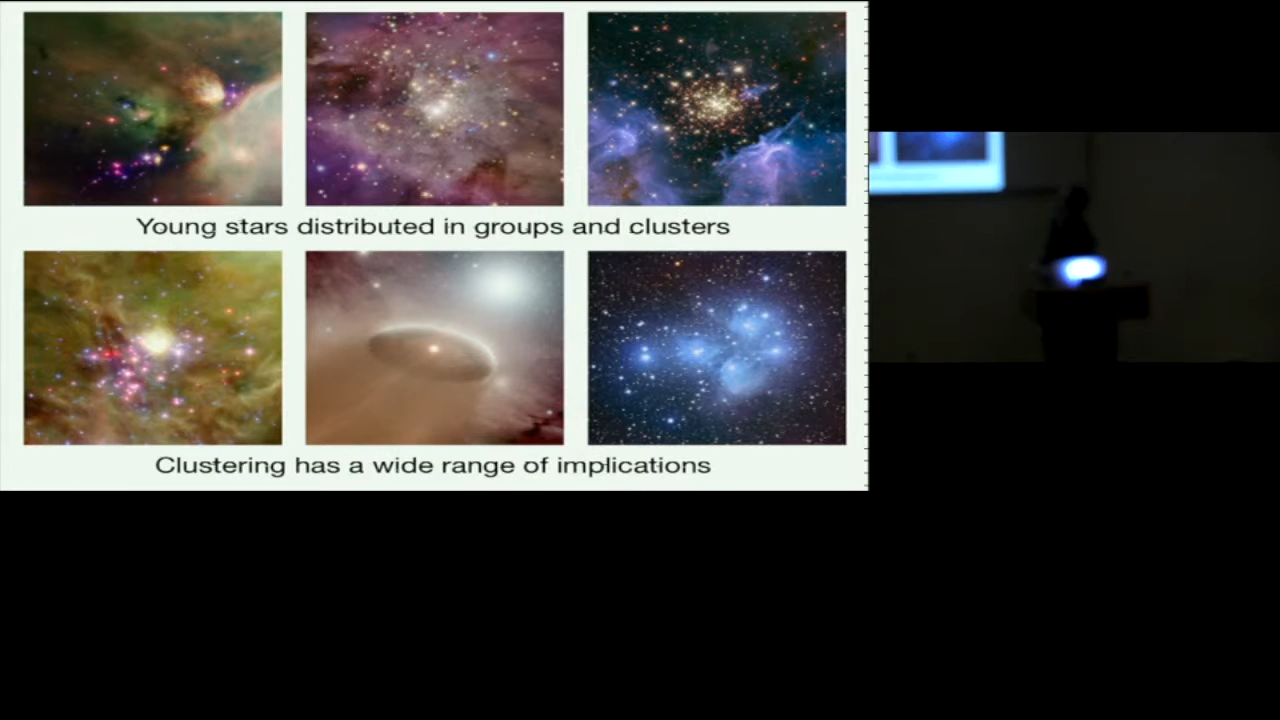 Young stars distributed in groups and clusters
Clustering has a wide range of implications